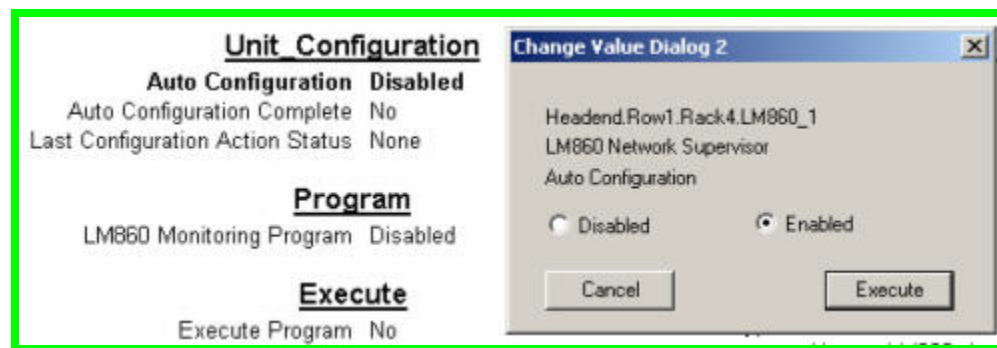 Unit_Configuration
Auto Configuration Disabled
Auto Configuration Complete No
Last Configuration Action Status None
Program
LM860 Monitoring Program Disabled
Execute
Execute Program No
Change Value Dialog 2
Headend.Row1.Rack4.LM860_1
LM860 Network Supervisor
Auto Configuration
Disabled Enabled
Cancel Execute